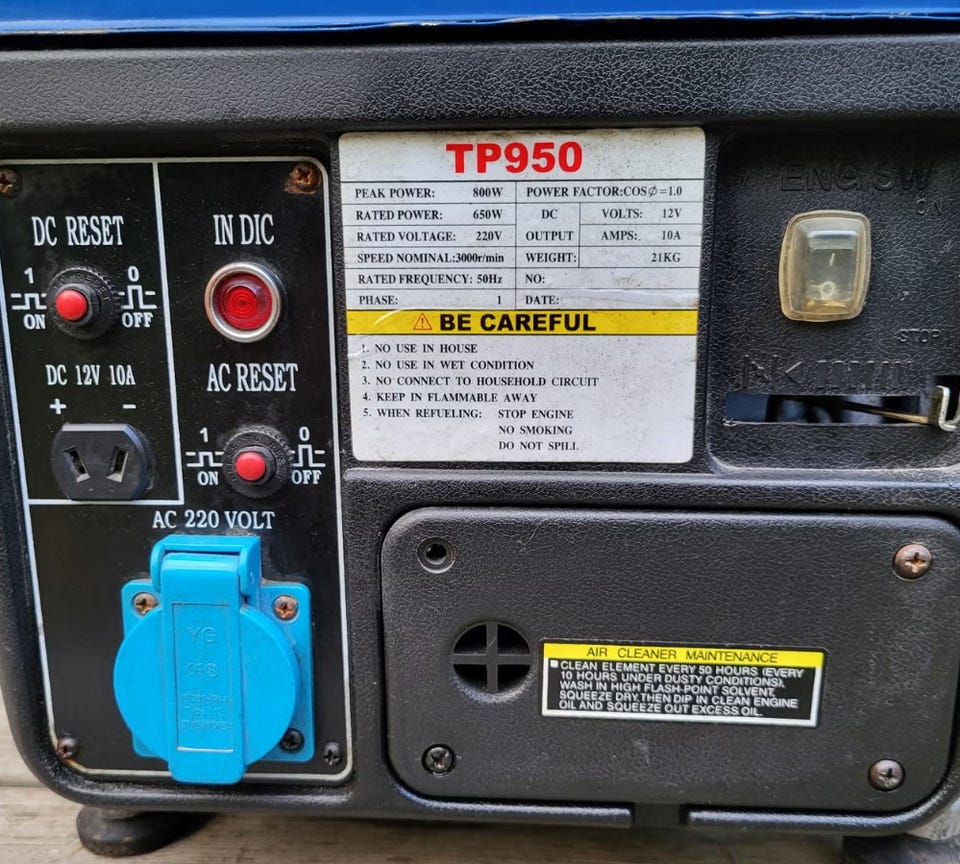 DC RESET
1 0
ON OFF
DC 12V 10A
+ −
IN DIC
AC RESET
1 0
ON OFF
AC 220 VOLT
YG
TP950
PEAK POWER: 800W POWER FACTOR:COSØ=1.0
RATED POWER: 650W DC VOLTS: 12V
RATED VOLTAGE: 220V OUTPUT AMPS: 10A
SPEED NOMINAL:3000r/min WEIGHT: 21KG
RATED FREQUENCY: 50Hz NO:
PHASE: 1 DATE:
BE CAREFUL
1. NO USE IN HOUSE
2. NO USE IN WET CONDITION
3. NO CONNECT TO HOUSEHOLD CIRCUIT
4. KEEP IN FLAMMABLE AWAY
5. WHEN REFUELING: STOP ENGINE
NO SMOKING
DO NOT SPILL
ENG SW
ON
STOP
AIR CLEANER MAINTENANCE
CLEAN ELEMENT EVERY 50 HOURS (EVERY
10 HOURS UNDER DUSTY CONDITIONS).
WASH IN HIGH FLASH-POINT SOLVENT,
SQUEEZE DRY.THEN DIP IN CLEAN ENGINE
OIL AND SQUEEZE OUT EXCESS OIL.